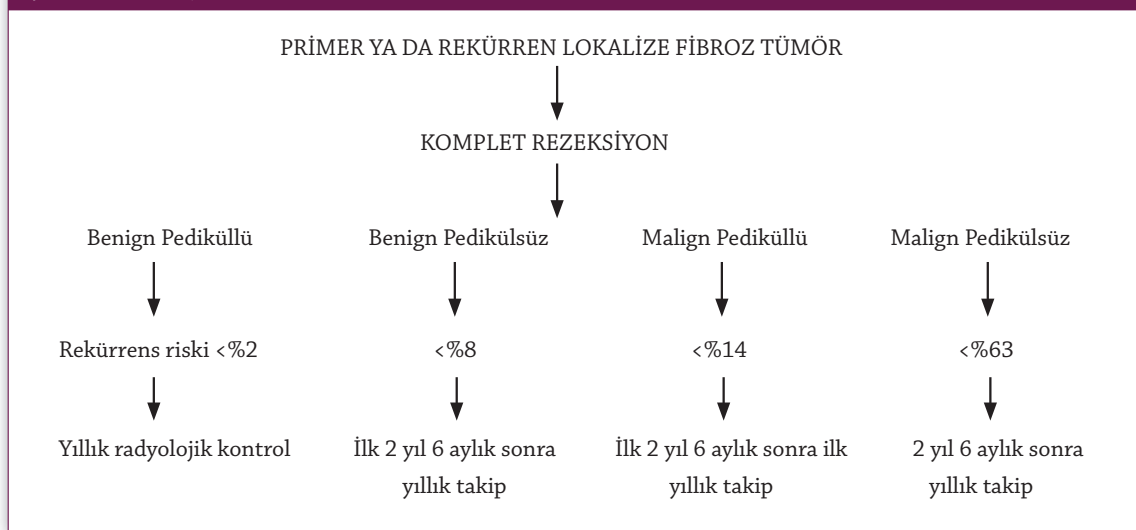 PRİMER YA DA REKÜRREN LOKALİZE FİBROZ TÜMÖR
KOMPLET REZEKSİYON
Benign Pediküllü
Benign Pedikülsüz
Malign Pediküllü
Malign Pedikülsüz
Rekürrens riski <%2
<%8
<%14
<%63
Yıllık radyolojik kontrol
İlk 2 yıl 6 aylık sonra
yıllık takip
İlk 2 yıl 6 aylık sonra ilk
yıllık takip
2 yıl 6 aylık sonra
yıllık takip